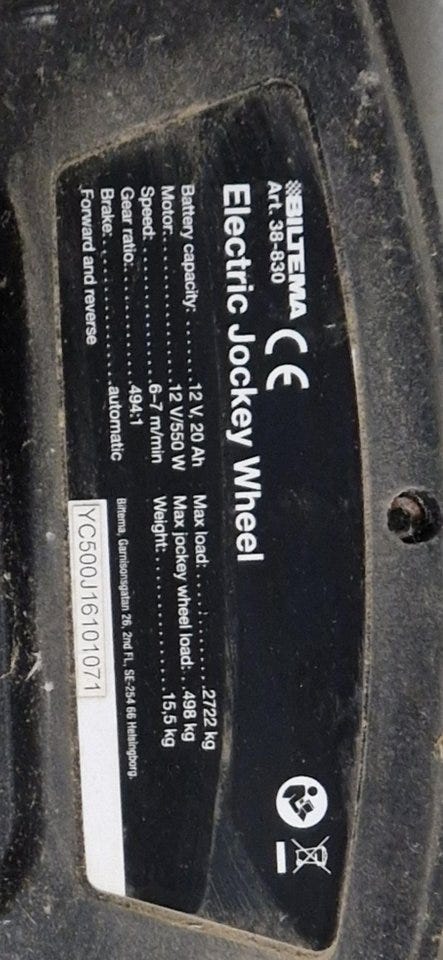 BILTEMA CE
Art. 38-830
Electric Jockey Wheel
Battery capacity: ........12 V, 20 Ah
Motor:....................12 V/550 W
Speed: ...................6–7 m/min
Gear ratio:...............494:1
Brake:....................automatic
Forward and reverse
Max load: ................2722 kg
Max jockey wheel load: ..498 kg
Weight: ..................15,5 kg
Biltema, Garnisonsgatan 26, 2nd Fl., SE-254 66 Helsingborg.
YC500J16101071